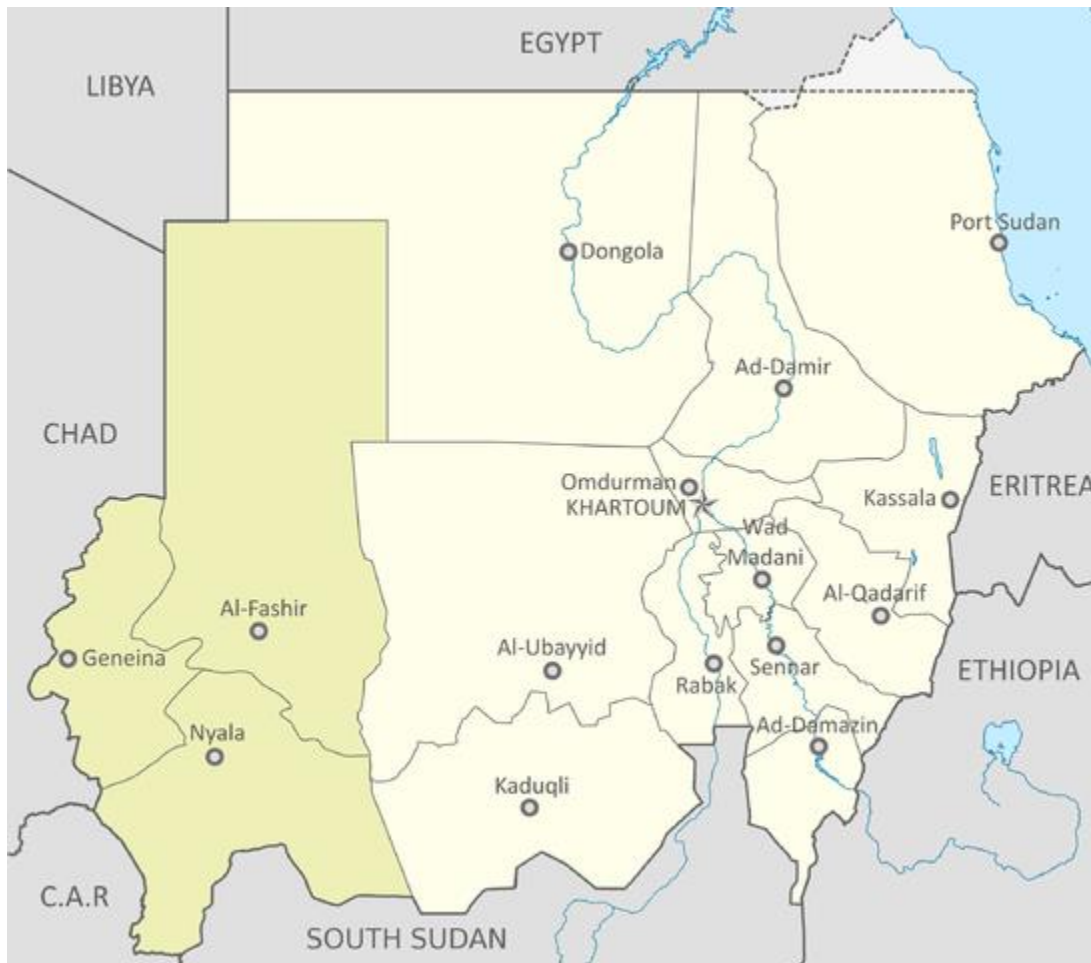 EGYPT
LIBYA
Port Sudan
Dongola
Ad-Damir
CHAD
Omdurman
KHARTOUM
Kassala
ERITREA
Wad
Madani
Al-Qadarif
Al-Fashir
Geneina
Al-Ubayyid
Sennar
ETHIOPIA
Rabak
Nyala
Ad-Damazin
Kaduqli
C.A.R
SOUTH SUDAN